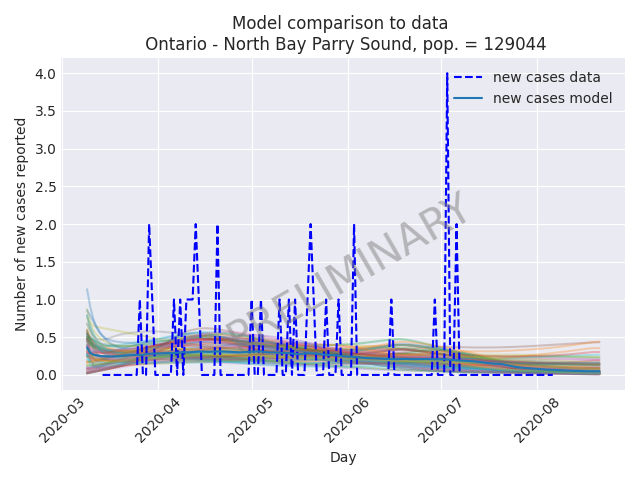 Model comparison to data
Ontario - North Bay Parry Sound, pop. = 129044
new cases data
new cases model
PRELIMINARY
Number of new cases reported
4.0
3.5
3.0
2.5
2.0
1.5
1.0
0.5
0.0
2020-03
2020-04
2020-05
2020-06
2020-07
2020-08
Day